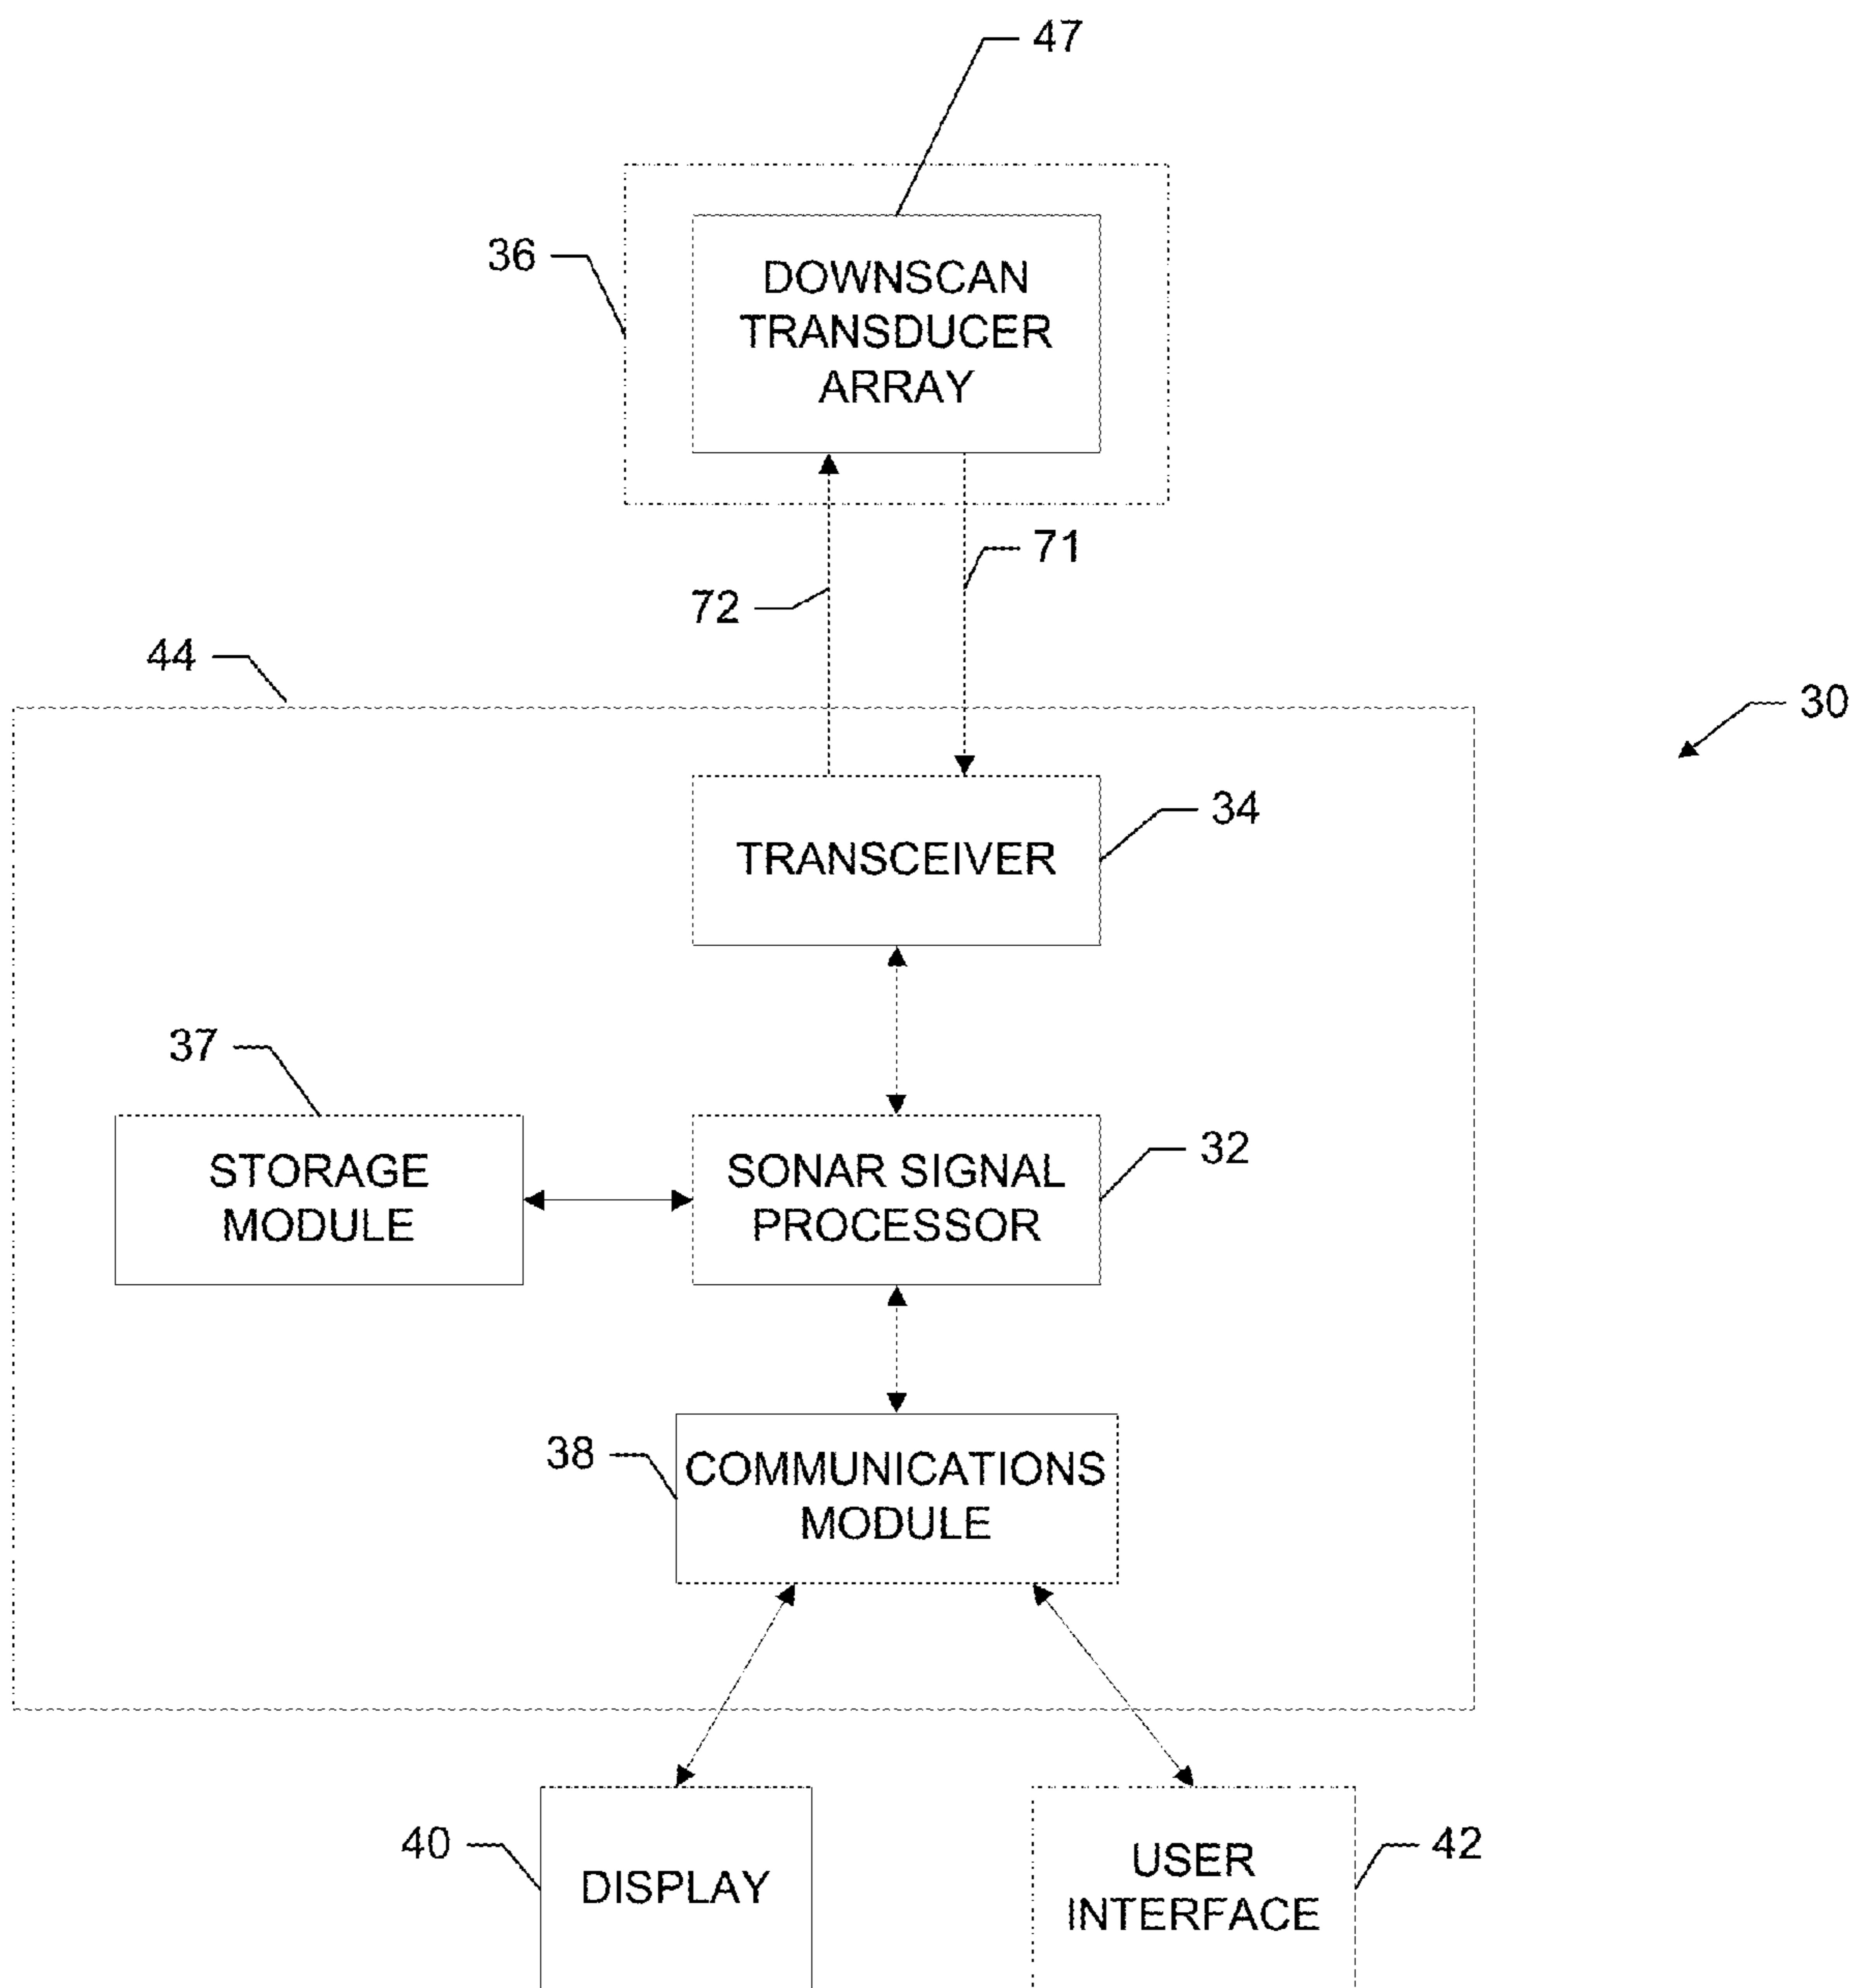 47
36
DOWNSCAN
TRANSDUCER
ARRAY
71
72
44
30
34
TRANSCEIVER
37
32
STORAGE
MODULE
SONAR SIGNAL
PROCESSOR
38
COMMUNICATIONS
MODULE
40
DISPLAY
USER
INTERFACE
42